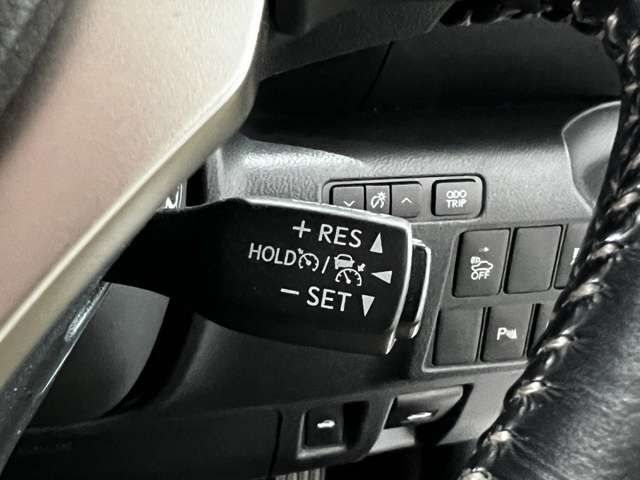 ODO
TRIP
+ RES
HOLD /
- SET
OFF
P